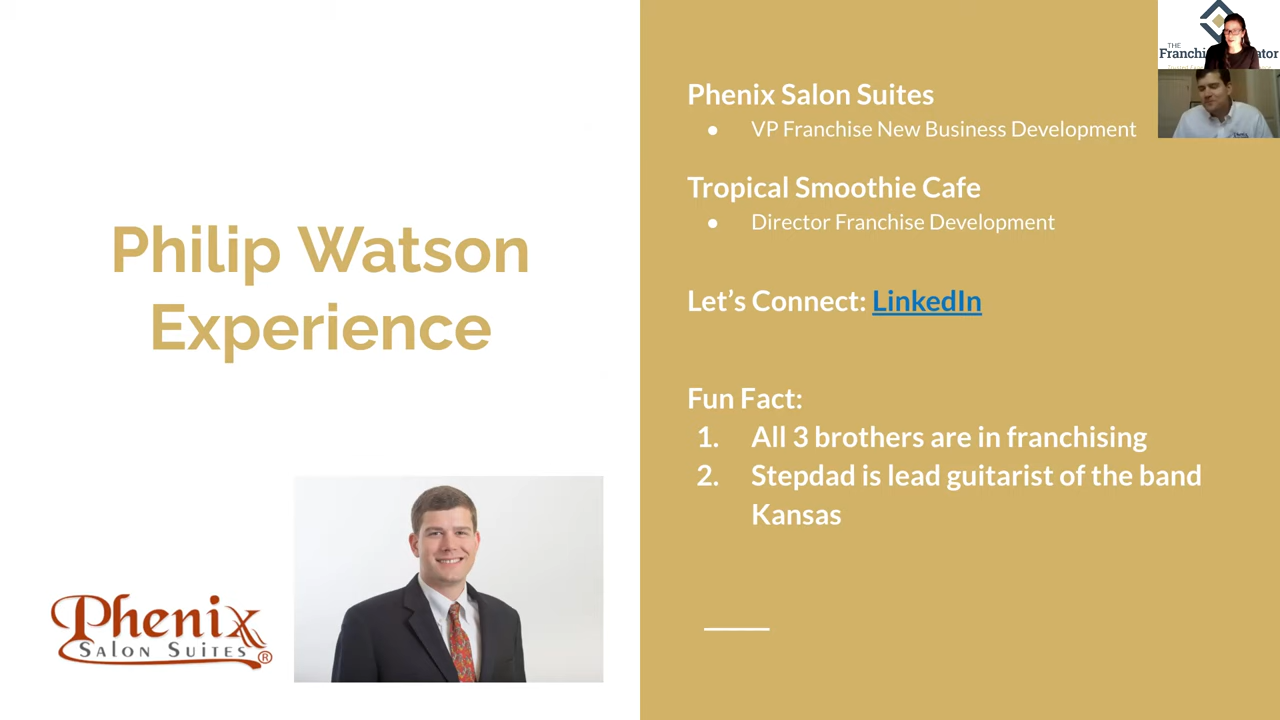 Philip Watson
Experience
Phenix
SALON SUITES®
Phenix Salon Suites
● VP Franchise New Business Development
Tropical Smoothie Cafe
● Director Franchise Development
Let’s Connect: LinkedIn
Fun Fact:
1. All 3 brothers are in franchising
2. Stepdad is lead guitarist of the band
Kansas
THE